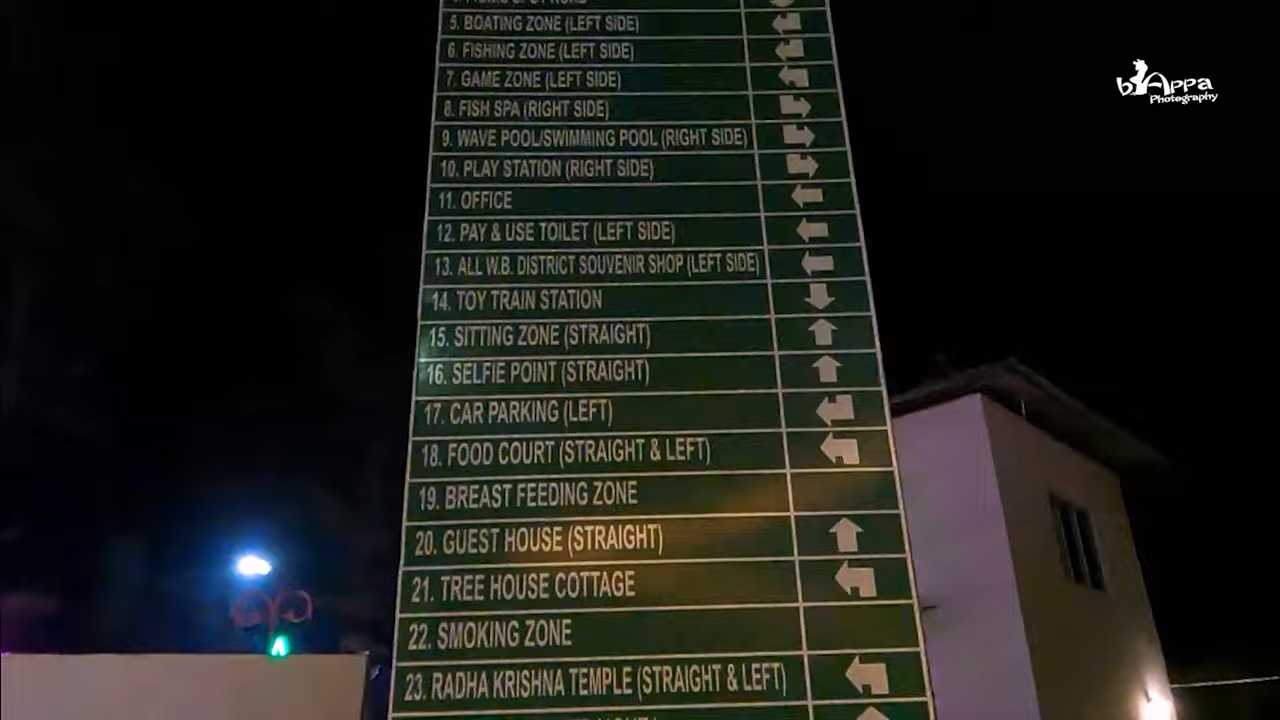 5. BOATING ZONE (LEFT SIDE)
6. FISHING ZONE (LEFT SIDE)
7. GAME ZONE (LEFT SIDE)
8. FISH SPA (RIGHT SIDE)
9. WAVE POOL/SWIMMING POOL (RIGHT SIDE)
10. PLAY STATION (RIGHT SIDE)
11. OFFICE
12. PAY & USE TOILET (LEFT SIDE)
13. ALL W.B. DISTRICT SOUVENIR SHOP (LEFT SIDE)
14. TOY TRAIN STATION
15. SITTING ZONE (STRAIGHT)
16. SELFIE POINT (STRAIGHT)
17. CAR PARKING (LEFT)
18. FOOD COURT (STRAIGHT & LEFT)
19. BREAST FEEDING ZONE
20. GUEST HOUSE (STRAIGHT)
21. TREE HOUSE COTTAGE
22. SMOKING ZONE
23. RADHA KRISHNA TEMPLE (STRAIGHT & LEFT)
Photography